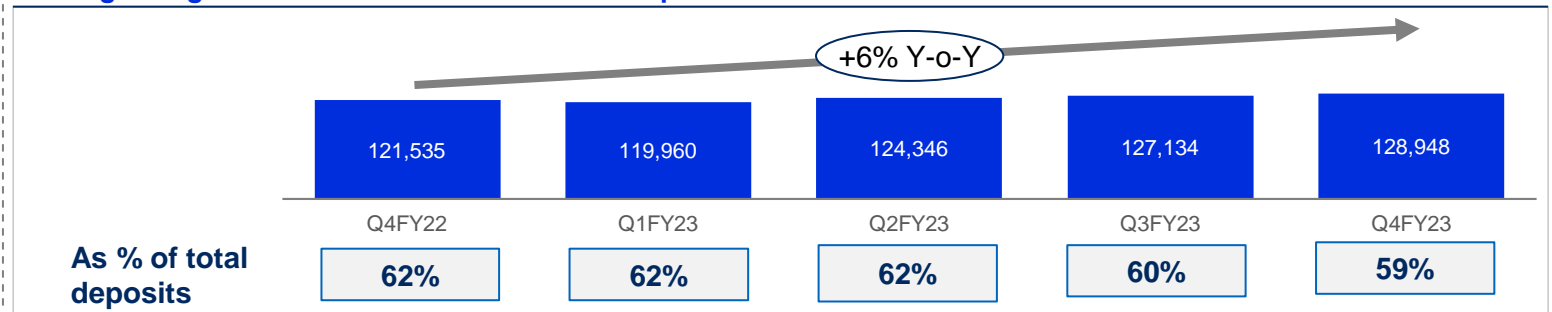 +6% Y-o-Y
121,535 119,960 124,346 127,134 128,948
Q4FY22 Q1FY23 Q2FY23 Q3FY23 Q4FY23
As % of total
deposits
62% 62% 62% 60% 59%